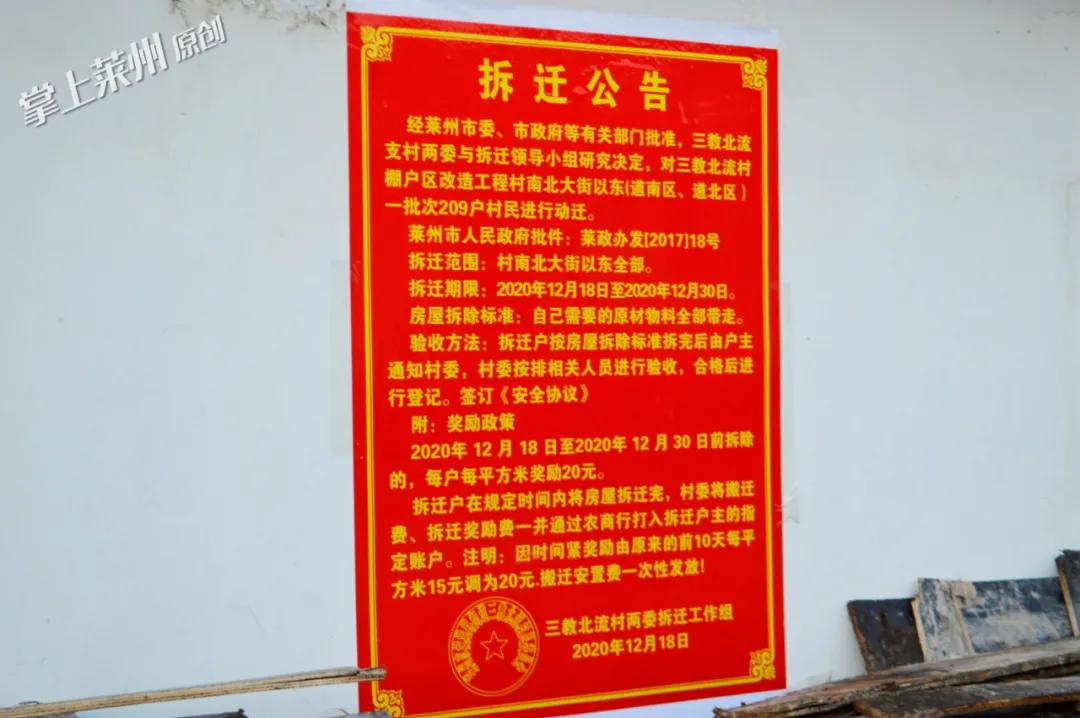 掌上莱州 原创
拆迁公告
经莱州市委、市政府等有关部门批准，三教北流
支村两委与拆迁领导小组研究决定，对三教北流村
棚户区改造工程村南北大街以东(道南区、道北区）
一批次209户村民进行动迁。
莱州市人民政府批件：莱政办发[2017]18号
拆迁范围：村南北大街以东全部。
拆迁期限：2020年12月18日至2020年12月30日。
房屋拆除标准：自己需要的原材物料全部带走。
验收方法：拆迁户按房屋拆除标准拆完后由户主
通知村委，村委按排相关人员进行验收，合格后进
行登记。签订《安全协议》
附：奖励政策
2020年 12 月 18 日至2020年 12 月 30 日前拆除
的，每户每平方米奖励20元。
拆迁户在规定时间内将房屋拆迁完，村委将搬迁
费、拆迁奖励费一并通过农商行打入拆迁户主的指
定账户。注明：因时间紧奖励由原来的前10天每平
方米15元调为20元.搬迁安置费一次性发放!
三教北流村两委拆迁工作组
2020年12月18日